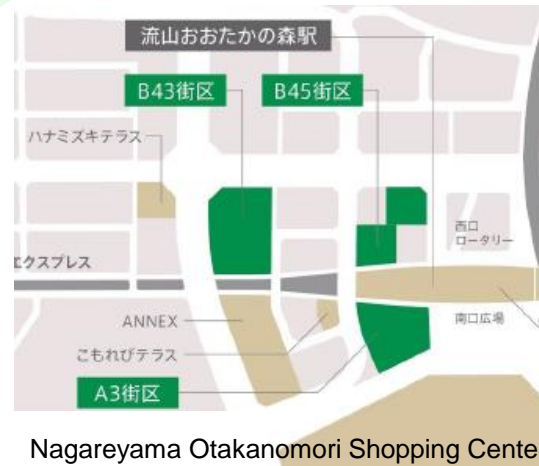 流山おおたかの森駅
B43街区
B45街区
ハナミズキテラス
西口
ロータリー
エクスプレス
ANNEX
南口広場
こもれびテラス
A3街区
Nagareyama Otakanomori Shopping Cente